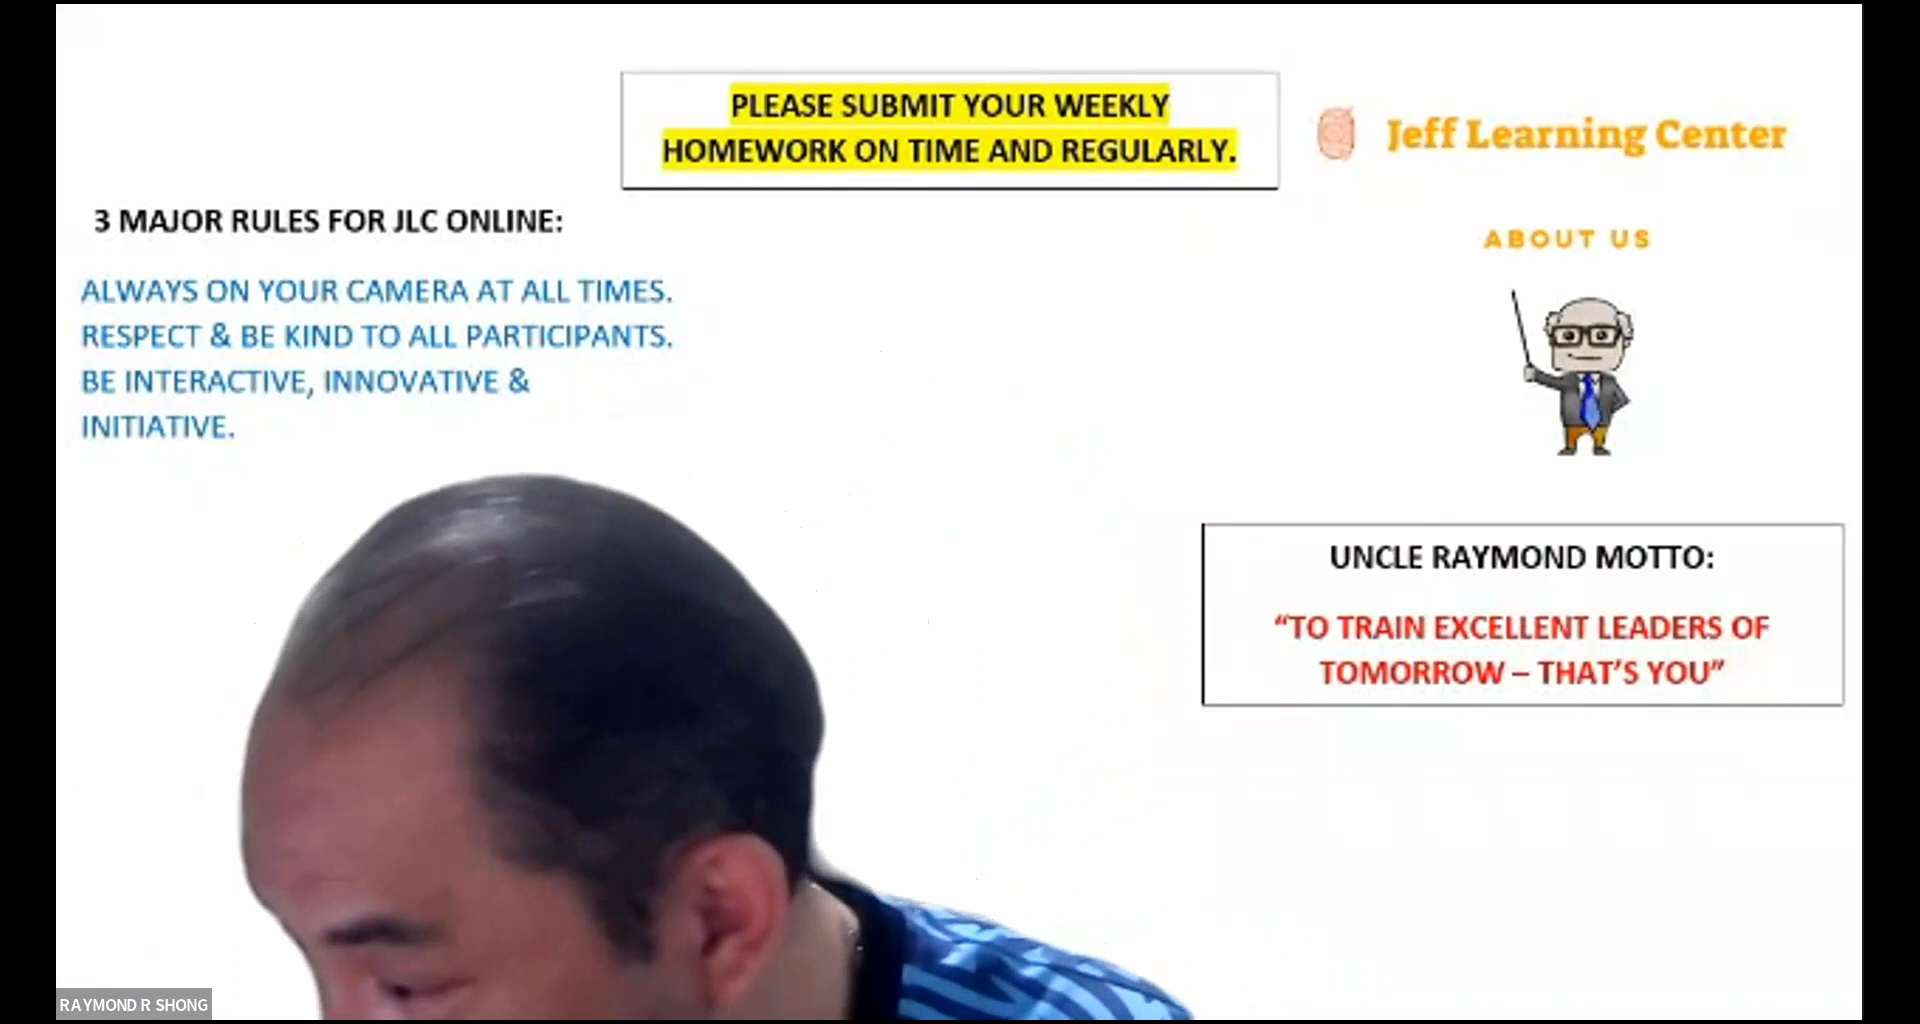 PLEASE SUBMIT YOUR WEEKLY
HOMEWORK ON TIME AND REGULARLY.
Jeff Learning Center
3 MAJOR RULES FOR JLC ONLINE:
ABOUT US
ALWAYS ON YOUR CAMERA AT ALL TIMES.
RESPECT & BE KIND TO ALL PARTICIPANTS.
BE INTERACTIVE, INNOVATIVE &
INITIATIVE.
UNCLE RAYMOND MOTTO:
“TO TRAIN EXCELLENT LEADERS OF
TOMORROW – THAT’S YOU”
RAYMOND R SHONG